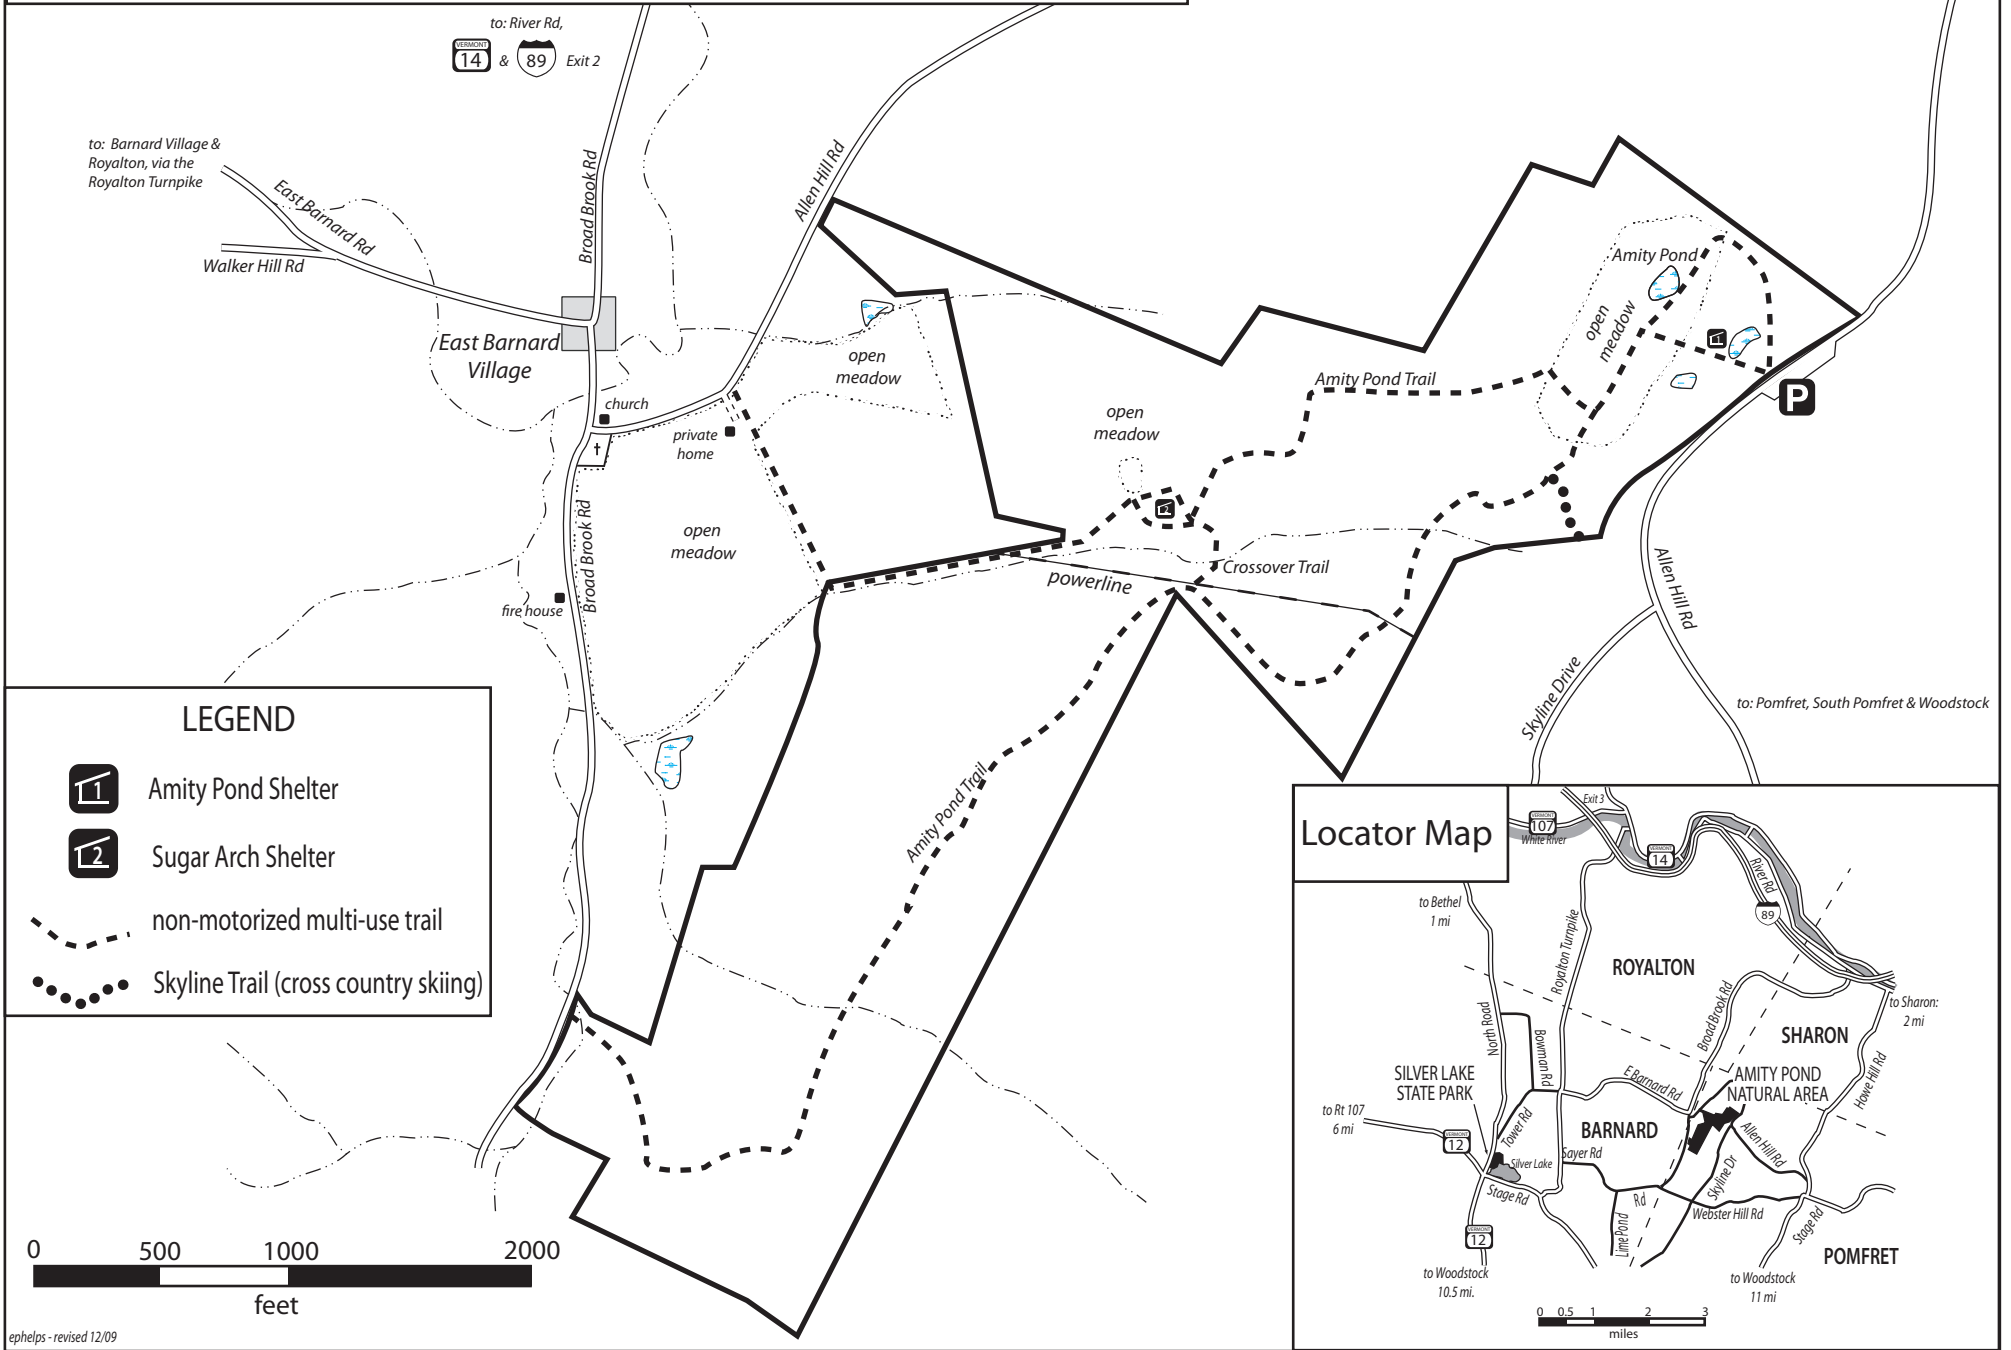 to: River Rd,
VERMONT
14
&
89
Exit 2
to: Barnard Village &
Royalton, via the
Royalton Turnpike
East Barnard Rd
Walker Hill Rd
Broad Brook Rd
Allen Hill Rd
East Barnard
Village
church
private
home
open
meadow
open
meadow
Broad Brook Rd
fire house
open
meadow
2
Amity Pond Trail
Amity Pond
open
meadow
1
P
Crossover Trail
powerline
Amity Pond Trail
Allen Hill Rd
Skyline Drive
to: Pomfret, South Pomfret & Woodstock
LEGEND
1
Amity Pond Shelter
2
Sugar Arch Shelter
non-motorized multi-use trail
Skyline Trail (cross country skiing)
0
500
1000
2000
feet
ephelps - revised 12/09
Locator Map
Exit 3
VERMONT
107
White River
VERMONT
14
River Rd
89
to Bethel
1 mi
Royalton Turnpike
ROYALTON
North Road
Bowman Rd
Broad Brook Rd
to Sharon:
2 mi
SHARON
SILVER LAKE
STATE PARK
E Barnard Rd
AMITY POND
NATURAL AREA
Howe Hill Rd
to Rt 107
6 mi
VERMONT
12
Tower Rd
BARNARD
Sayer Rd
Allen Hill Rd
Silver Lake
Stage Rd
Skyline Dr
Lime Pond
Rd
Webster Hill Rd
Stage Rd
VERMONT
12
POMFRET
to Woodstock
10.5 mi.
to Woodstock
11 mi
0
0.5
1
2
3
miles